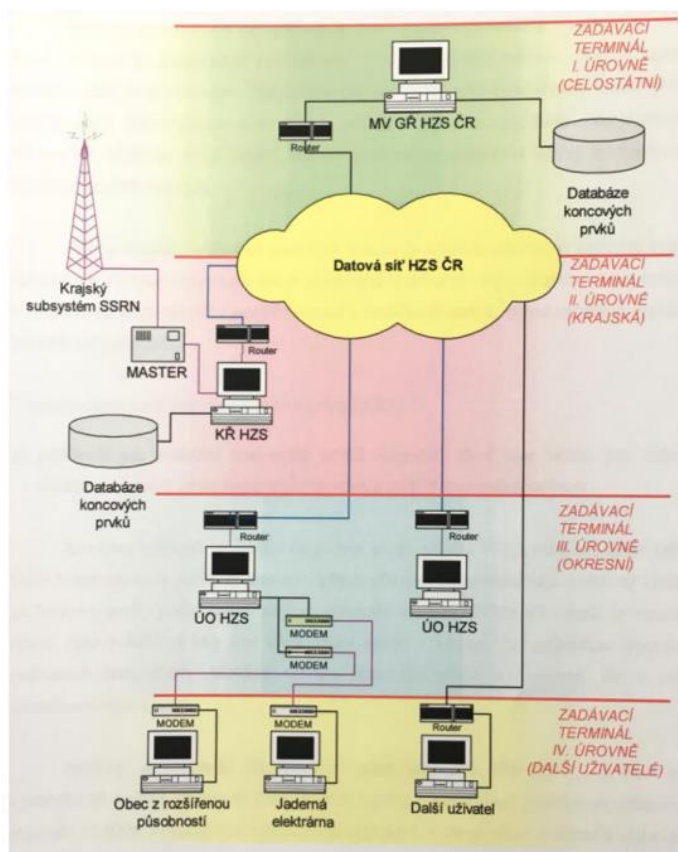 ZADÁVACÍ
TERMINÁL
I. ÚROVNĚ
(CELOSTÁTNÍ)
MV GŘ HZS ČR
Router
Databáze
koncových
prvků
Datová síť HZS ČR
ZADÁVACÍ
TERMINÁL
II. ÚROVNĚ
(KRAJSKÁ)
Krajský
subsystém SSRN
Router
MASTER
KŘ HZS
Databáze
koncových
prvků
ZADÁVACÍ
TERMINÁL
III. ÚROVNĚ
(OKRESNÍ)
Router
Router
ÚO HZS
ÚO HZS
MODEM
MODEM
ZADÁVACÍ
TERMINÁL
IV. ÚROVNĚ
(DALŠÍ UŽIVATELÉ)
MODEM
MODEM
Router
Obec z rozšířenou
působností
Jaderná
elektrárna
Další uživatel